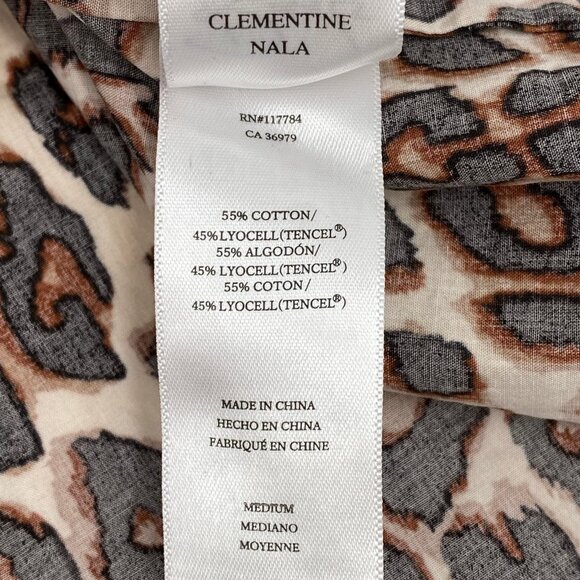 CLEMENTINE
NALA
RN#117784
CA 36979
55% COTTON/
45% LYOCELL(TENCEL®)
55% ALGODÓN/
45% LYOCELL(TENCEL®)
55% COTON/
45% LYOCELL(TENCEL®)
MADE IN CHINA
HECHO EN CHINA
FABRIQUÉ EN CHINE
MEDIUM
MEDIANO
MOYENNE